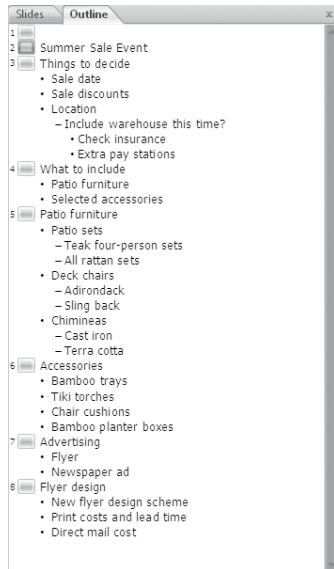 Slides Outline x
1
2 Summer Sale Event
3 Things to decide
• Sale date
• Sale discounts
• Location
– Include warehouse this time?
• Check insurance
• Extra pay stations
4 What to include
• Patio furniture
• Selected accessories
5 Patio furniture
• Patio sets
– Teak four-person sets
– All rattan sets
• Deck chairs
– Adirondack
– Sling back
• Chimineas
– Cast iron
– Terra cotta
6 Accessories
• Bamboo trays
• Tiki torches
• Chair cushions
• Bamboo planter boxes
7 Advertising
• Flyer
• Newspaper ad
8 Flyer design
• New flyer design scheme
• Print costs and lead time
• Direct mail cost